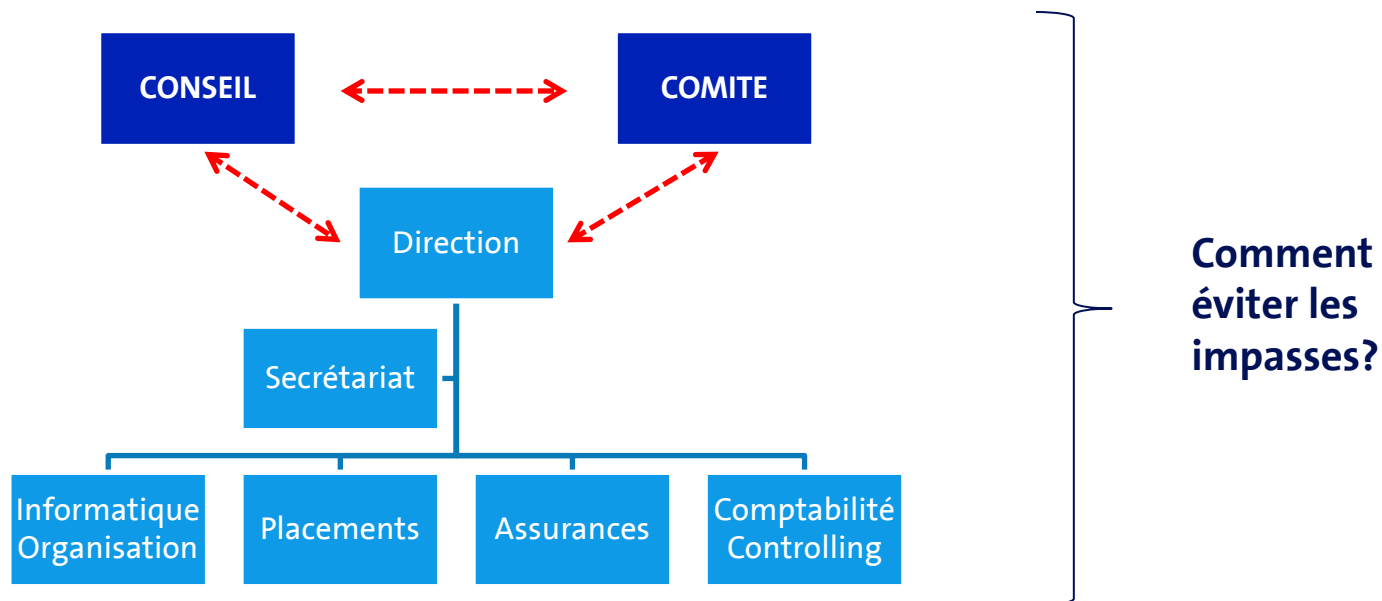 CONSEIL
COMITE
Direction
Secrétariat
Informatique
Organisation
Placements
Assurances
Comptabilité
Controlling
Comment
éviter les
impasses?